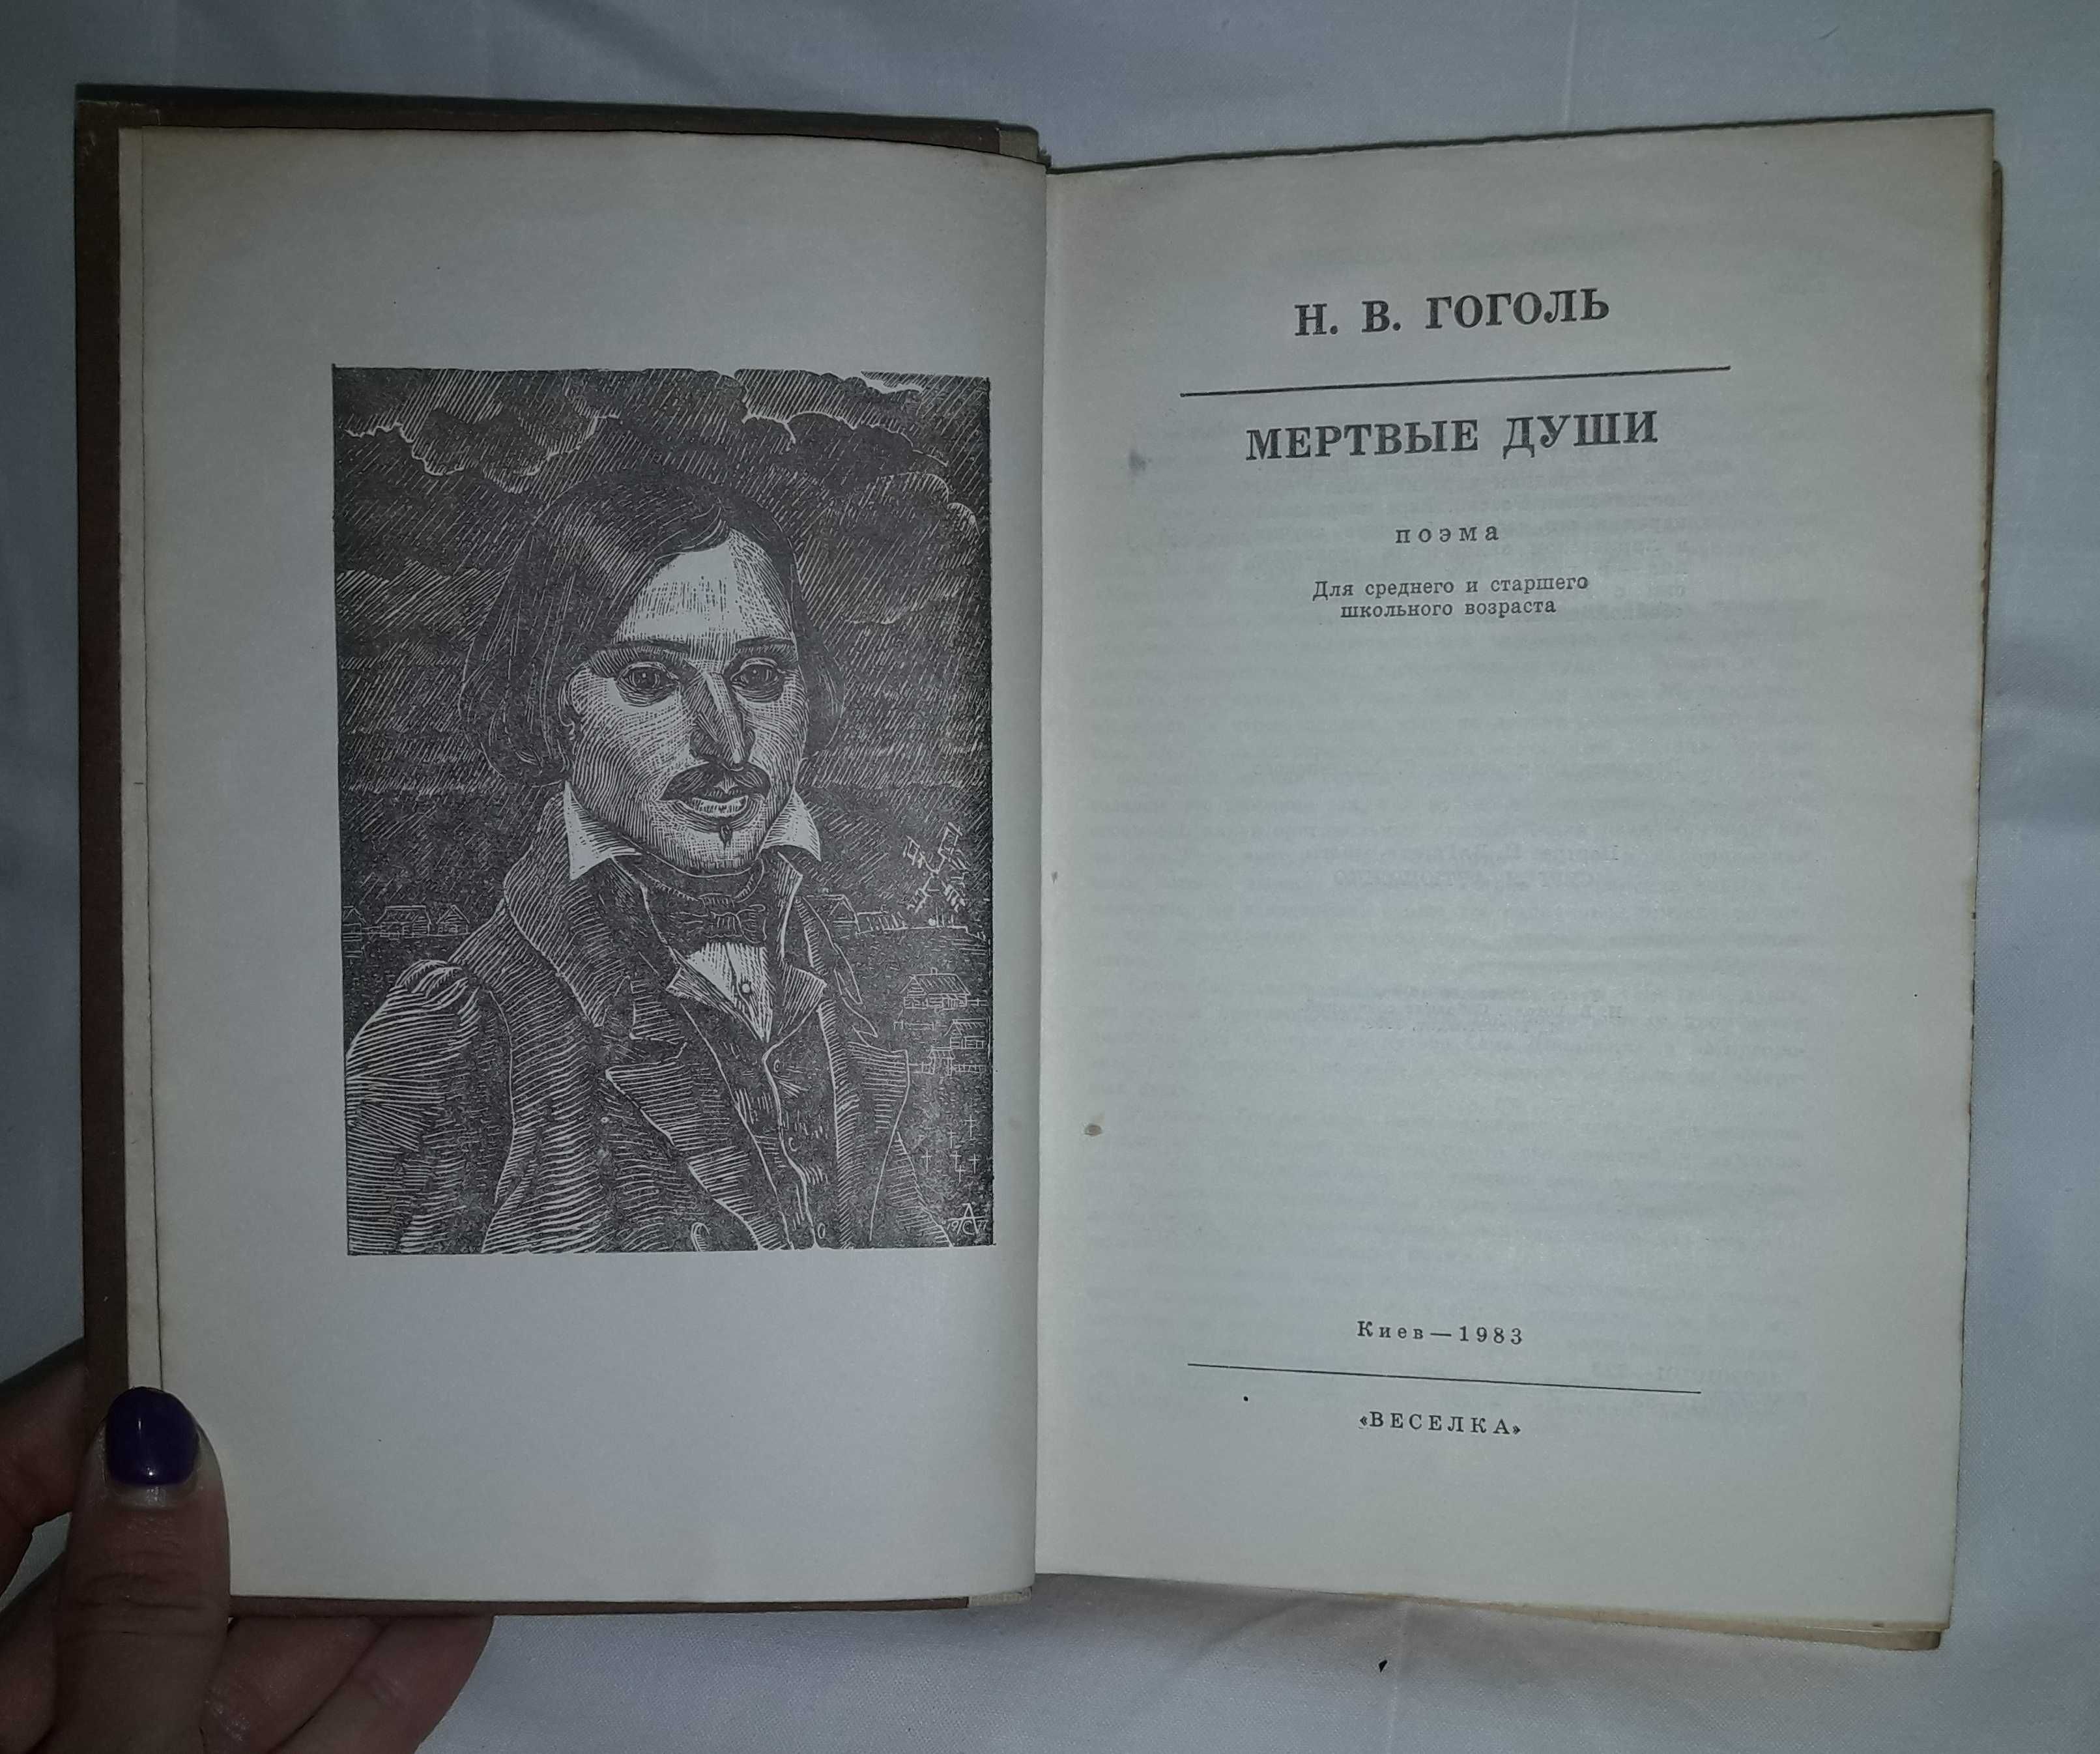 Н. В. ГОГОЛЬ
МЕРТВЫЕ ДУШИ
поэма
Для среднего и старшего
школьного возраста
Киев — 1983
«ВЕСЕЛКА»